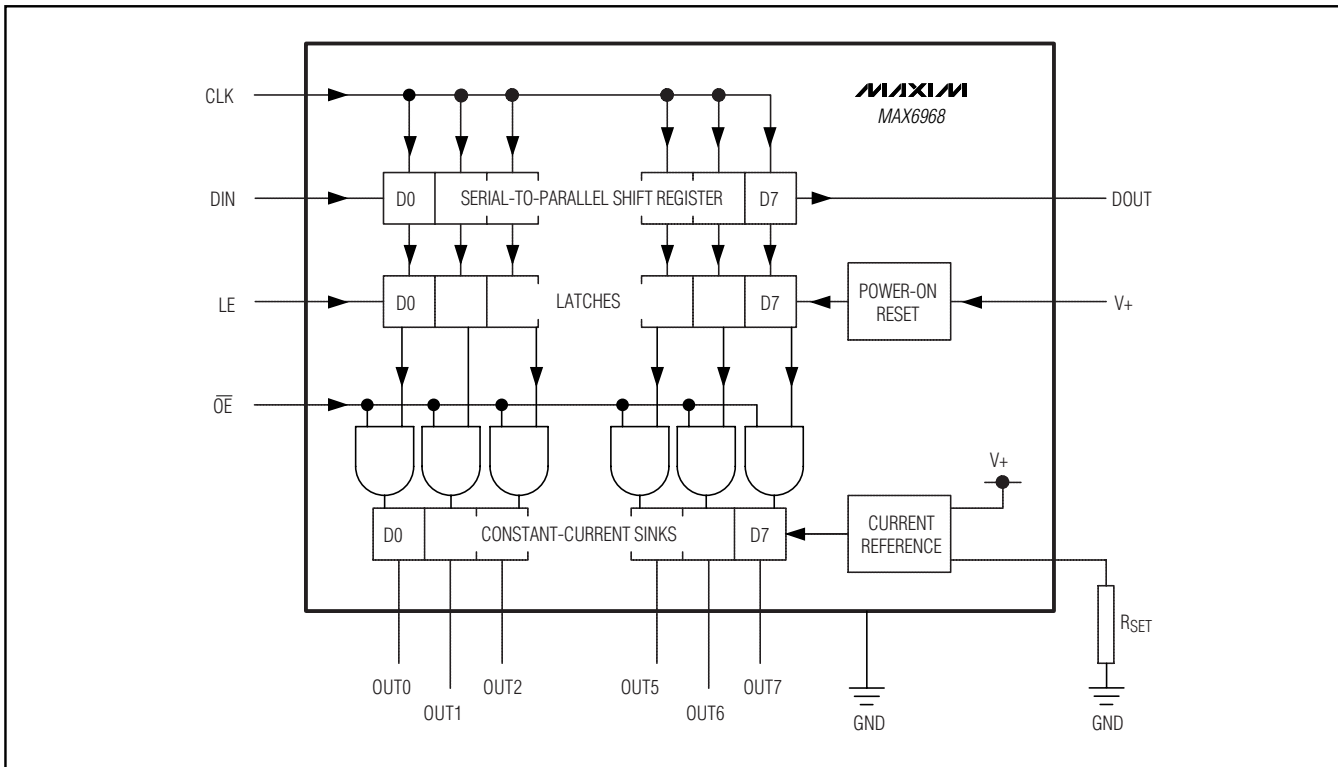 MAXIM
MAX6968
CLK
DIN
D0
SERIAL-TO-PARALLEL SHIFT REGISTER
D7
DOUT
LE
D0
LATCHES
D7
POWER-ON
RESET
V+
OE
V+
D0
CONSTANT-CURRENT SINKS
D7
CURRENT
REFERENCE
RSET
OUT0
OUT1
OUT2
OUT5
OUT6
OUT7
GND
GND